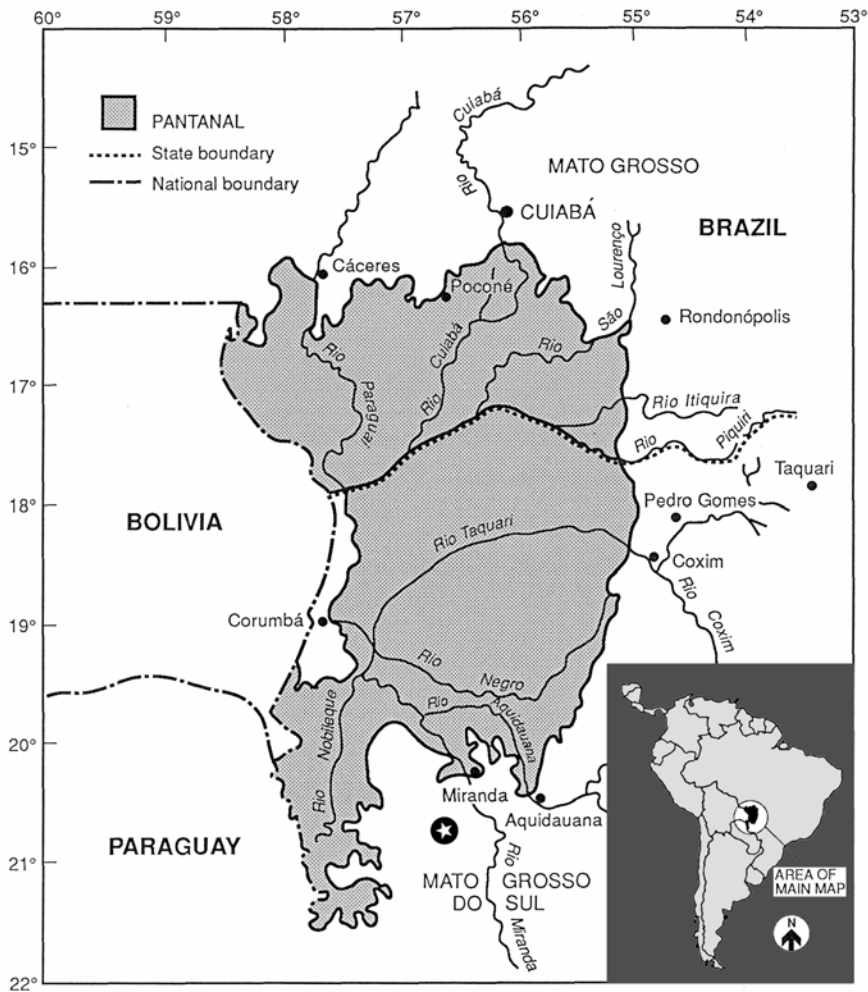 60° 59° 58° 57° 56° 55° 54° 53°
PANTANAL
State boundary
National boundary
15°
16°
17°
18°
19°
20°
21°
22°
Rio Cuiabá
MATO GROSSO
CUIABÁ
BRAZIL
Cáceres
Poconé
São Lourenço
Rondonópolis
Rio Paraguai
Rio Cuiabá
Rio Itiquira
Rio Piquiri
Taquari
BOLIVIA
Pedro Gomes
Rio Taquari
Coxim
Rio Coxim
Corumbá
Rio Negro
Rio Aquidauana
Rio Nobileque
Miranda
Aquidauana
PARAGUAY
MATO GROSSO
DO SUL
Rio Miranda
AREA OF
MAIN MAP
N